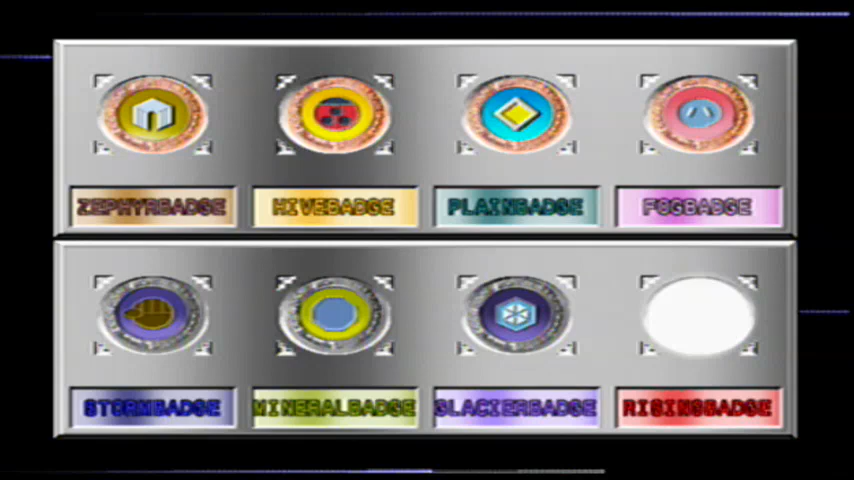 ZEPHYRBADGE
HIVEBADGE
PLAINBADGE
FOGBADGE
STORMBADGE
MINERALBADGE
GLACIERBADGE
RISINGBADGE